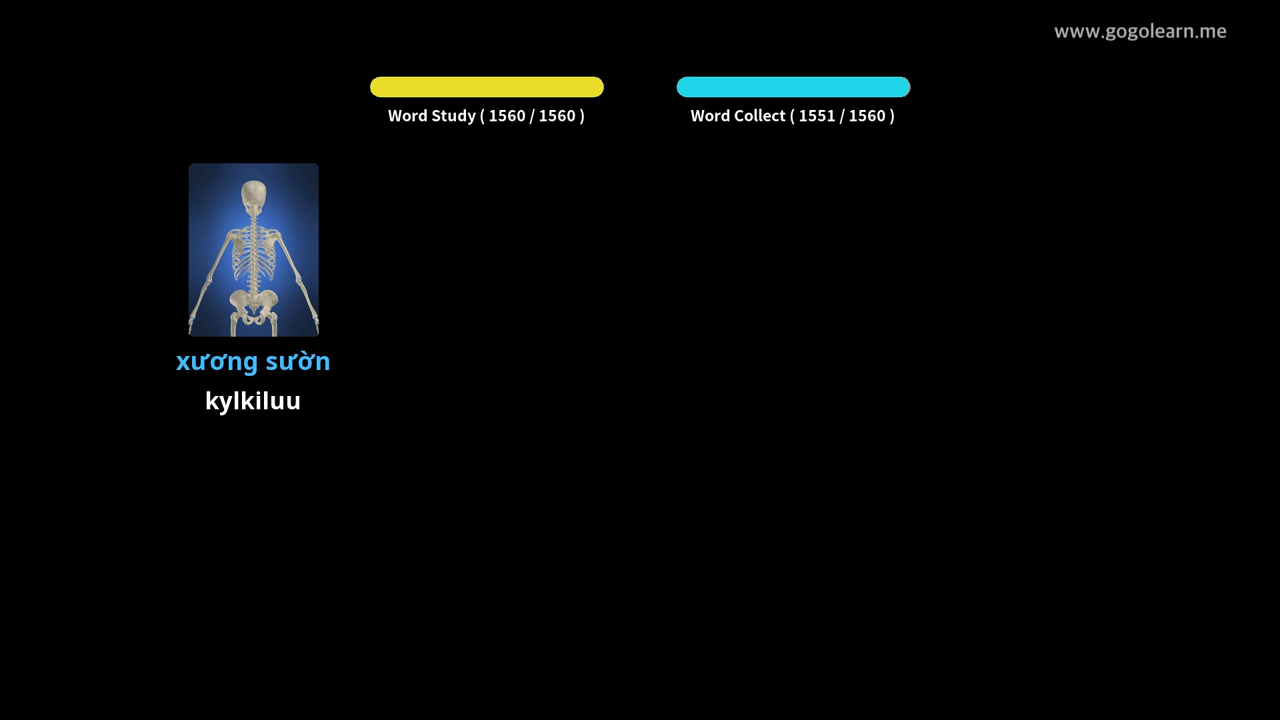 www.gogolearn.me
Word Study ( 1560 / 1560 )
Word Collect ( 1551 / 1560 )
xương sườn
kylkiluu